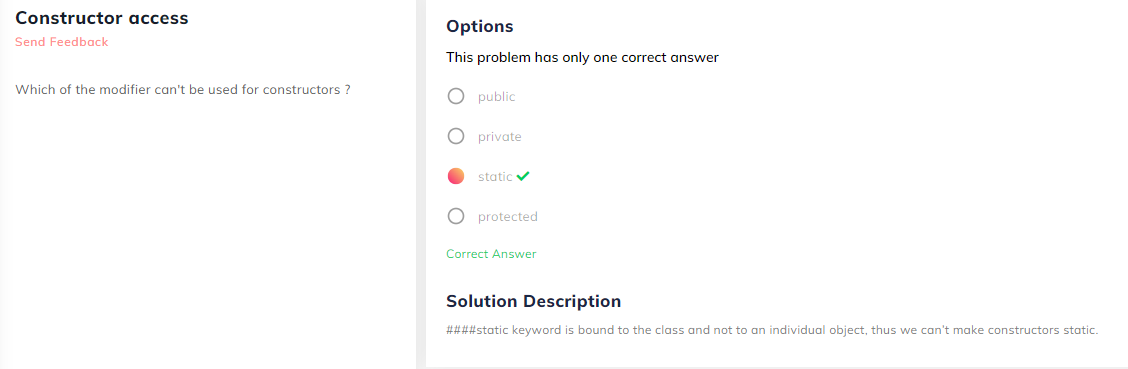 Constructor access
Send Feedback
Which of the modifier can't be used for constructors ?
Options
This problem has only one correct answer
public
private
static
protected
Correct Answer
Solution Description
####static keyword is bound to the class and not to an individual object, thus we can't make constructors static.